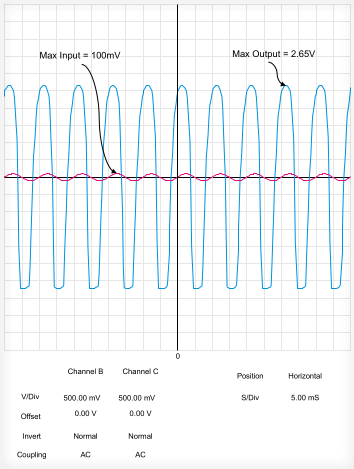 Max Input = 100mV
Max Output = 2.65V
0
Channel B Channel C
Position Horizontal
V/Div 500.00 mV 500.00 mV
S/Div 5.00 mS
Offset 0.00 V 0.00 V
Invert Normal Normal
Coupling AC AC